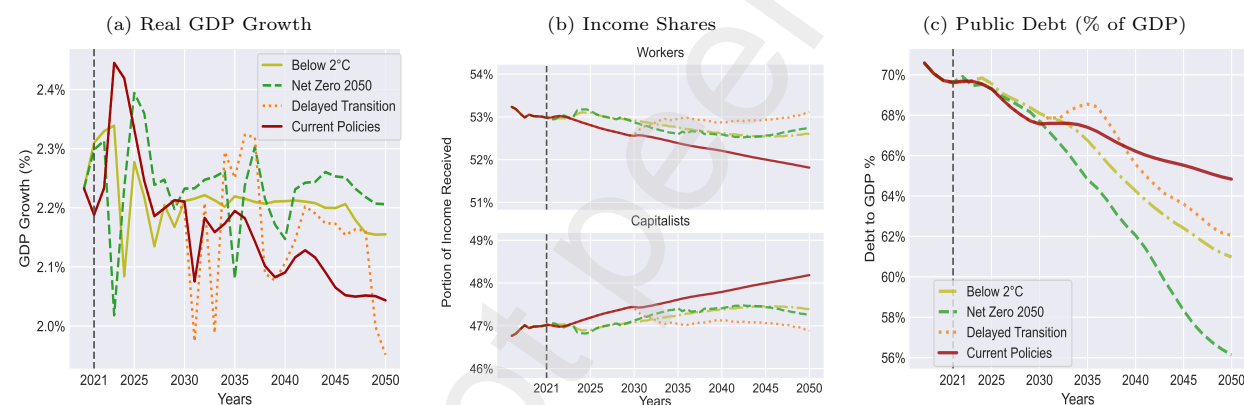 (a) Real GDP Growth
GDP Growth (%)
2.4%
2.3%
2.2%
2.1%
2.0%
Below 2°C
Net Zero 2050
Delayed Transition
Current Policies
2021
2025
2030
2035
2040
2045
2050
Years
(b) Income Shares
Portion of Income Received
Workers
54%
53%
52%
51%
Capitalists
49%
48%
47%
46%
2021
2025
2030
2035
2040
2045
2050
Years
(c) Public Debt (% of GDP)
Debt to GDP %
70%
68%
66%
64%
62%
60%
58%
56%
Below 2°C
Net Zero 2050
Delayed Transition
Current Policies
2021
2025
2030
2035
2040
2045
2050